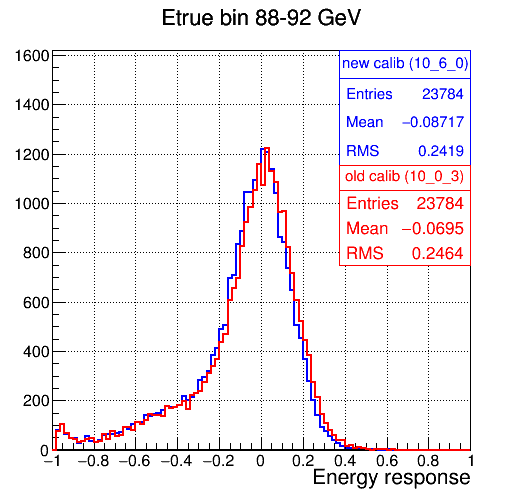 Etrue bin 88-92 GeV
new calib (10_6_0)
Entries 23784
Mean −0.08717
RMS 0.2419
old calib (10_0_3)
Entries 23784
Mean −0.0695
RMS 0.2464
1600
1400
1200
1000
800
600
400
200
0
−1 −0.8 −0.6 −0.4 −0.2 0 0.2 0.4 0.6 0.8 1
Energy response